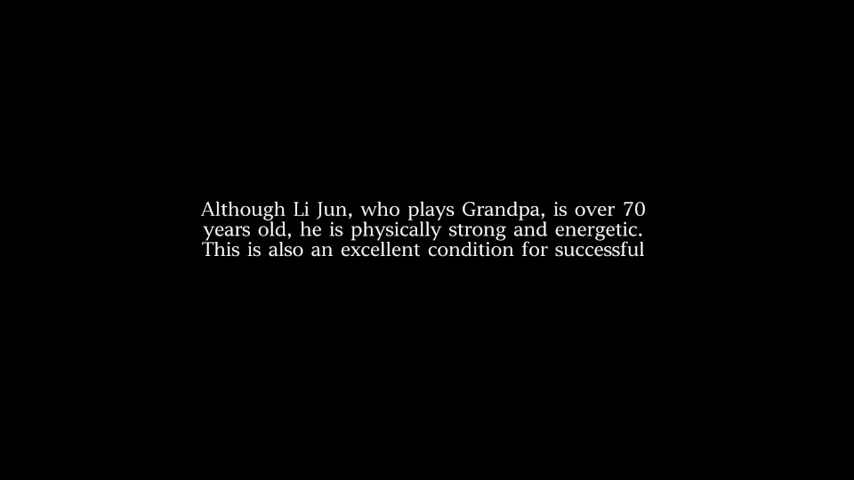 Although Li Jun, who plays Grandpa, is over 70
years old, he is physically strong and energetic.
This is also an excellent condition for successful